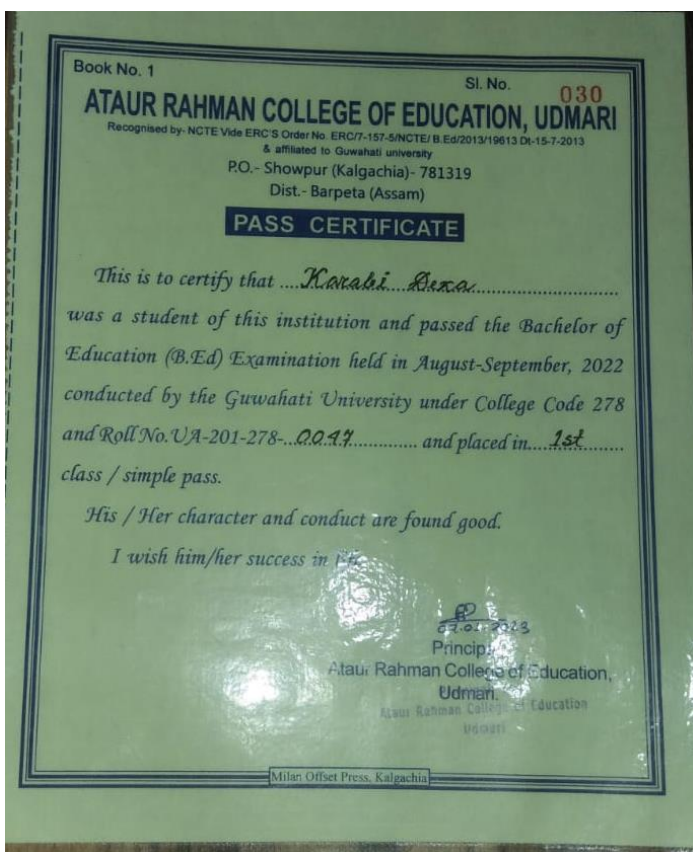 Book No. 1
Sl. No. 030
ATAUR RAHMAN COLLEGE OF EDUCATION, UDMARI
Recognised by- NCTE Vide ERC'S Order No. ERC/7-157-5/NCTE/ B.Ed/2013/19613 Dt-15-7-2013
& affiliated to Guwahati university
P.O.- Showpur (Kalgachia)- 781319
Dist.- Barpeta (Assam)
PASS CERTIFICATE
This is to certify that ....Karabi Deka..............................
was a student of this institution and passed the Bachelor of
Education (B.Ed) Examination held in August-September, 2022
conducted by the Guwahati University under College Code 278
and Roll No. UA-201-278-..0047.............. and placed in....1st........
class / simple pass.
His / Her character and conduct are found good.
I wish him/her success in
2023
Principal
Ataur Rahman College of Education,
Udmari.
Ataur Rahman College of Education
Udmari
Milan Offset Press, Kalgachia